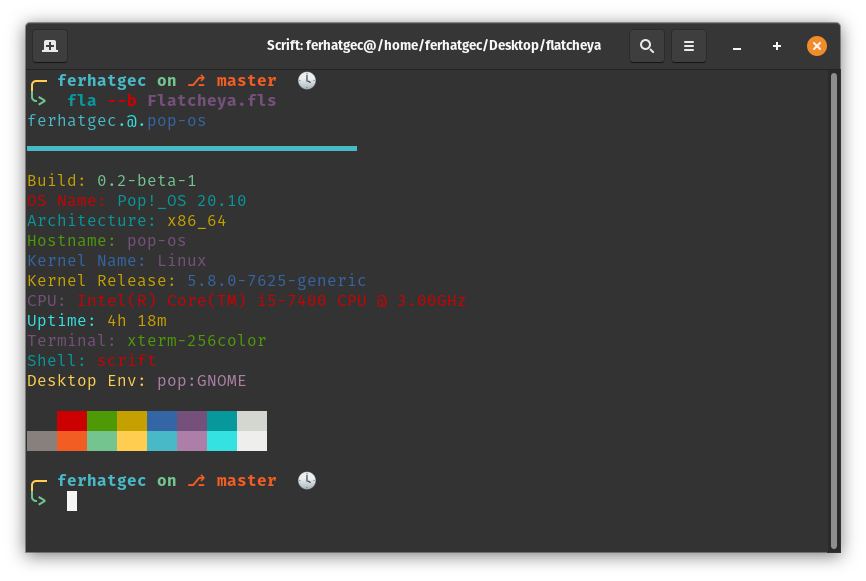 Scrift: ferhatgec@/home/ferhatgec/Desktop/flatcheya
ferhatgec on ⎇ master 🕓
fla --b Flatcheya.fls
ferhatgec.@.pop-os
Build: 0.2-beta-1
OS Name: Pop!_OS 20.10
Architecture: x86_64
Hostname: pop-os
Kernel Name: Linux
Kernel Release: 5.8.0-7625-generic
CPU: Intel(R) Core(TM) i5-7400 CPU @ 3.00GHz
Uptime: 4h 18m
Terminal: xterm-256color
Shell: scrift
Desktop Env: pop:GNOME
ferhatgec on ⎇ master 🕓